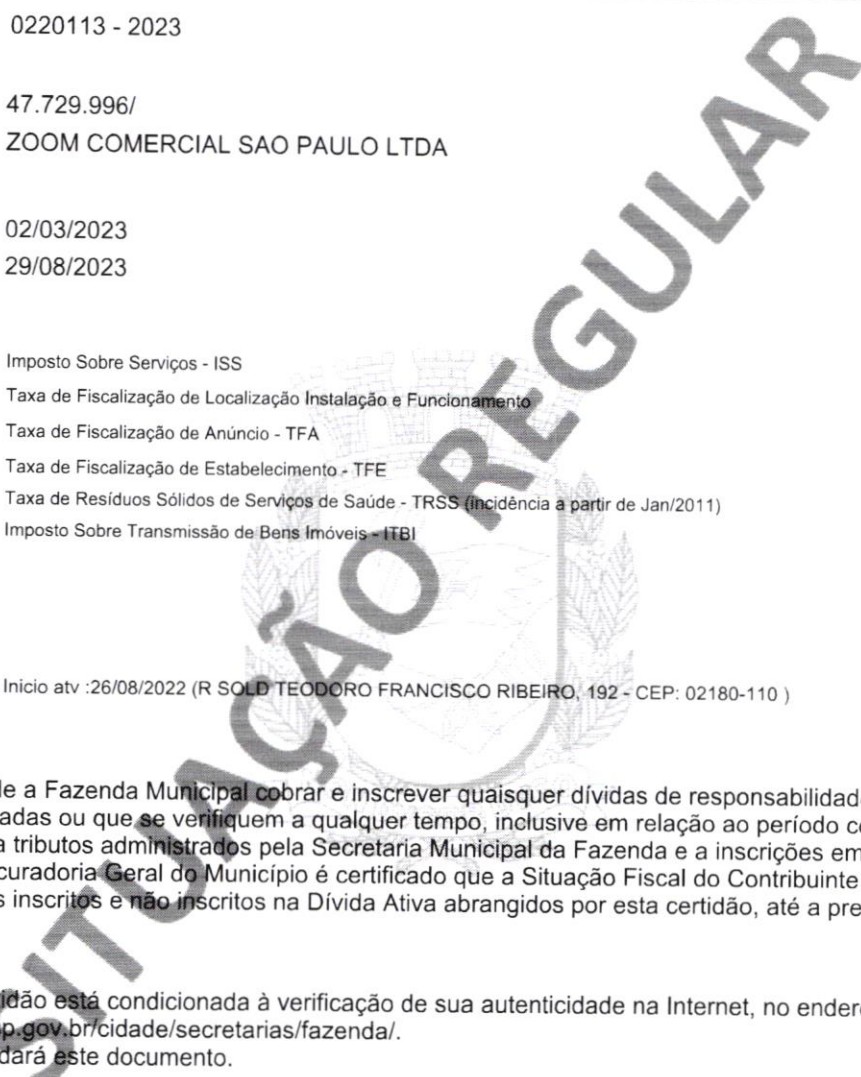 0220113 - 2023
47.729.996/
ZOOM COMERCIAL SAO PAULO LTDA
02/03/2023
29/08/2023
Imposto Sobre Serviços - ISS
Taxa de Fiscalização de Localização Instalação e Funcionamento
Taxa de Fiscalização de Anúncio - TFA
Taxa de Fiscalização de Estabelecimento - TFE
Taxa de Resíduos Sólidos de Serviços de Saúde - TRSS (incidência a partir de Jan/2011)
Imposto Sobre Transmissão de Bens Imóveis - ITBI
Inicio atv :26/08/2022 (R SOLD TEODORO FRANCISCO RIBEIRO, 192 - CEP: 02180-110 )
de a Fazenda Municipal cobrar e inscrever quaisquer dívidas de responsabilidad
adas ou que se verifiquem a qualquer tempo, inclusive em relação ao período c
a tributos administrados pela Secretaria Municipal da Fazenda e a inscrições em
curadoria Geral do Município é certificado que a Situação Fiscal do Contribuinte
s inscritos e não inscritos na Dívida Ativa abrangidos por esta certidão, até a pre
idão está condicionada à verificação de sua autenticidade na Internet, no ender
p.gov.br/cidade/secretarias/fazenda/.
dará este documento.
SITUAÇÃO REGULAR